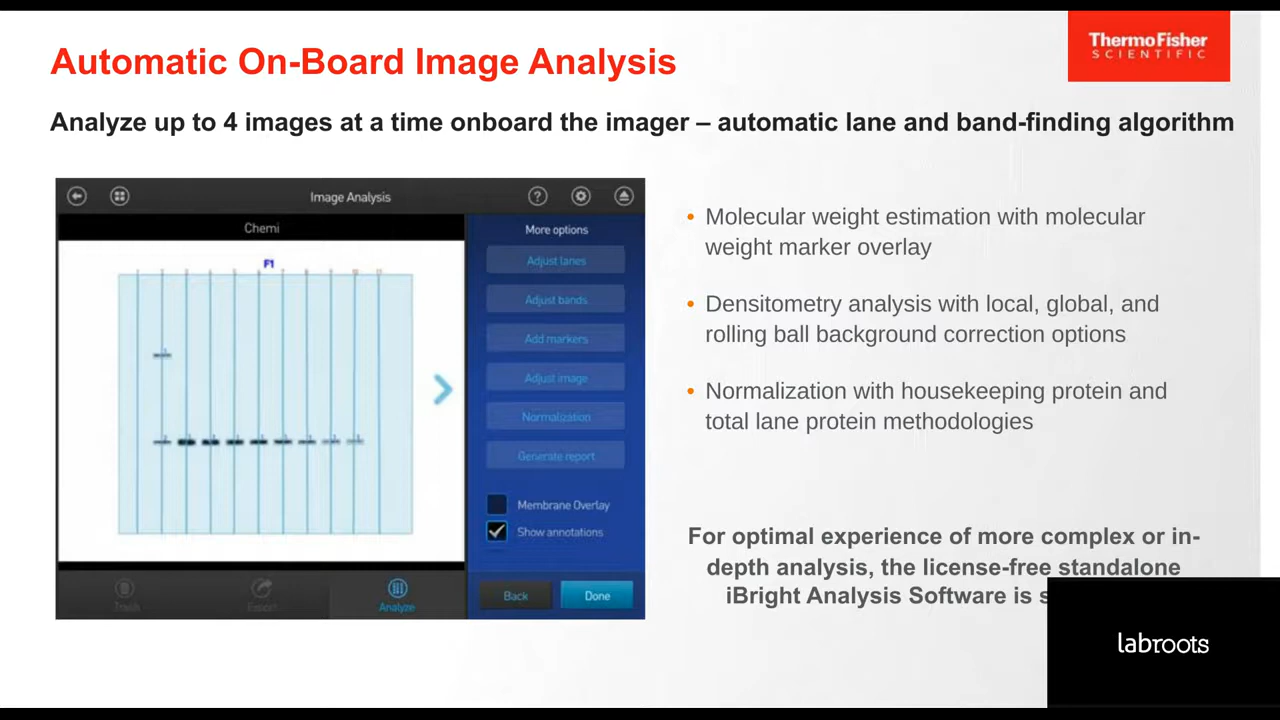 ThermoFisher
SCIENTIFIC
Automatic On-Board Image Analysis
Analyze up to 4 images at a time onboard the imager – automatic lane and band-finding algorithm
Image Analysis
?
Chemi
F1
More options
Adjust lanes
Adjust bands
Add markers
Adjust image
Normalization
Generate report
Membrane Overlay
Show annotations
Export
Analyze
Back
Done
• Molecular weight estimation with molecular
weight marker overlay
• Densitometry analysis with local, global, and
rolling ball background correction options
• Normalization with housekeeping protein and
total lane protein methodologies
For optimal experience of more complex or in-
depth analysis, the license-free standalone
iBright Analysis Software is
labroots